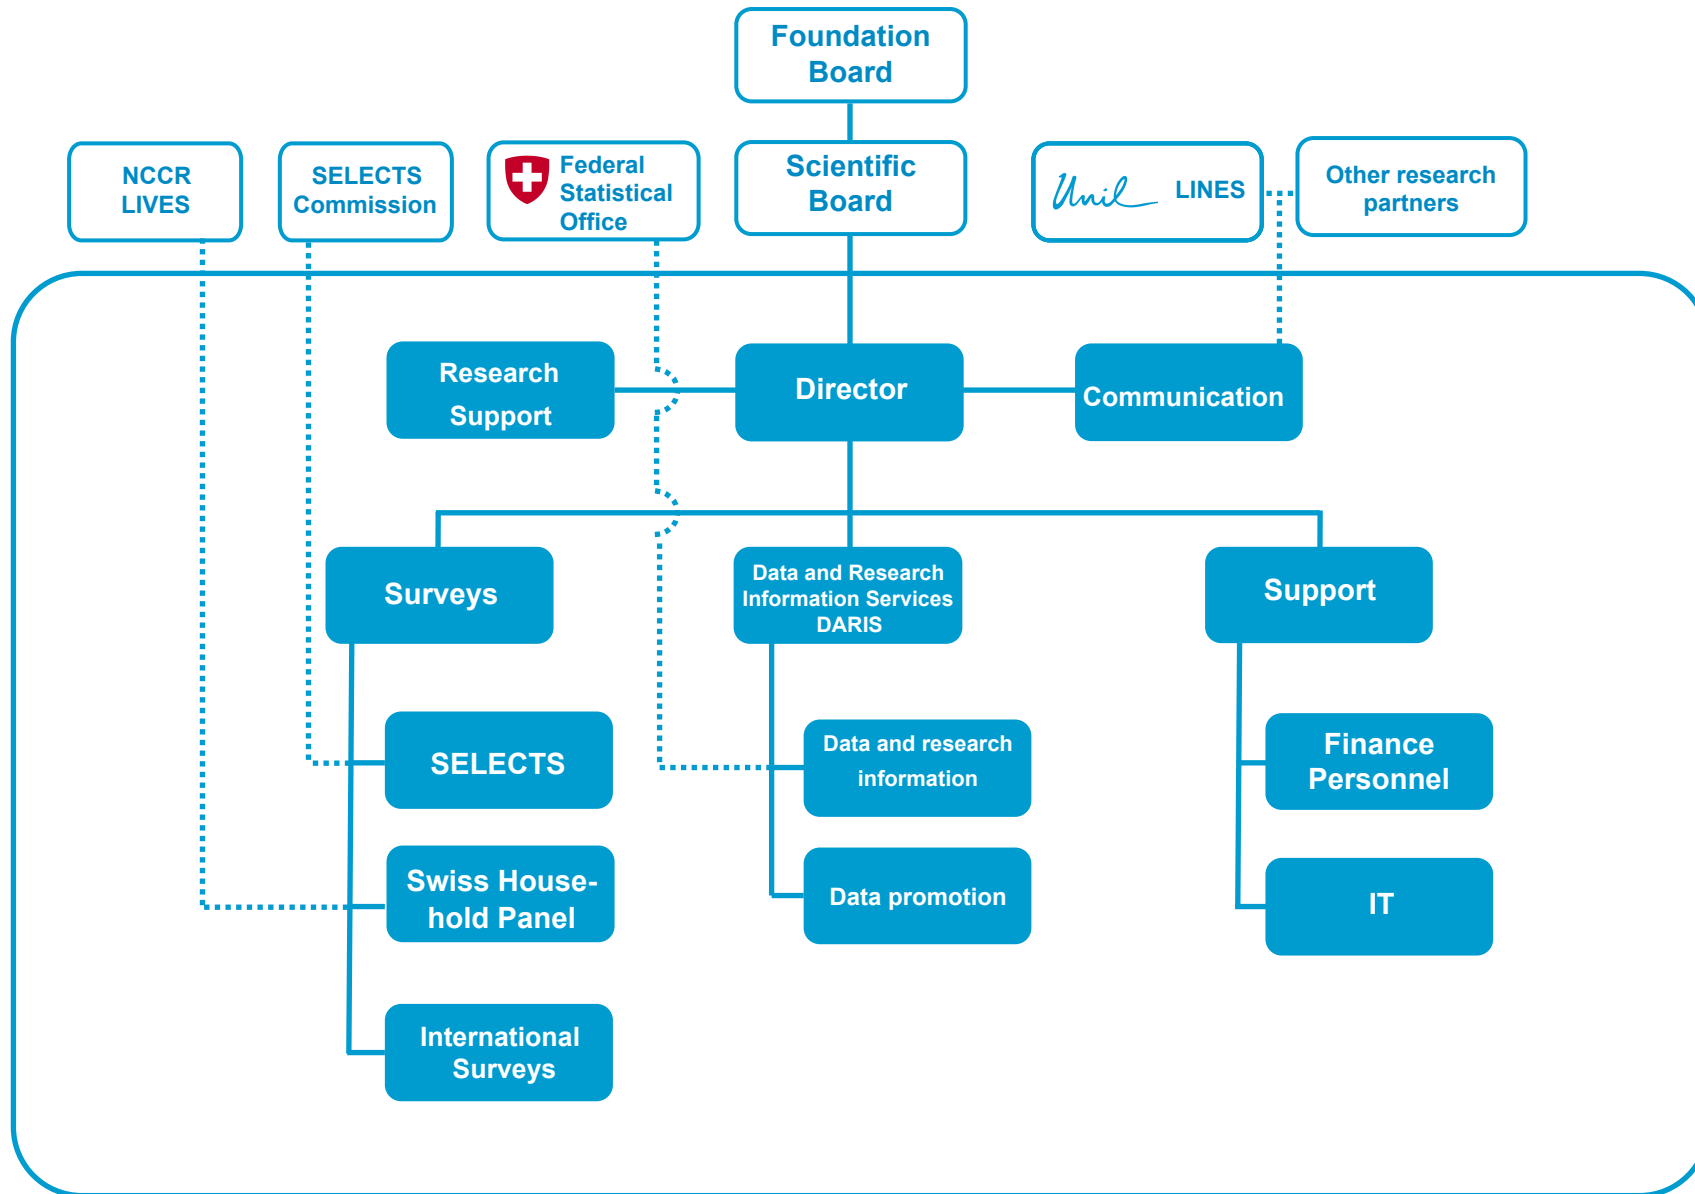 Foundation
Board
NCCR
LIVES
SELECTS
Commission
Federal
Statistical
Office
Scientific
Board
Unil
LINES
Other research
partners
Research
Support
Director
Communication
Surveys
Data and Research
Information Services
DARIS
Support
SELECTS
Data and research
information
Finance
Personnel
Swiss House-
hold Panel
Data promotion
IT
International
Surveys